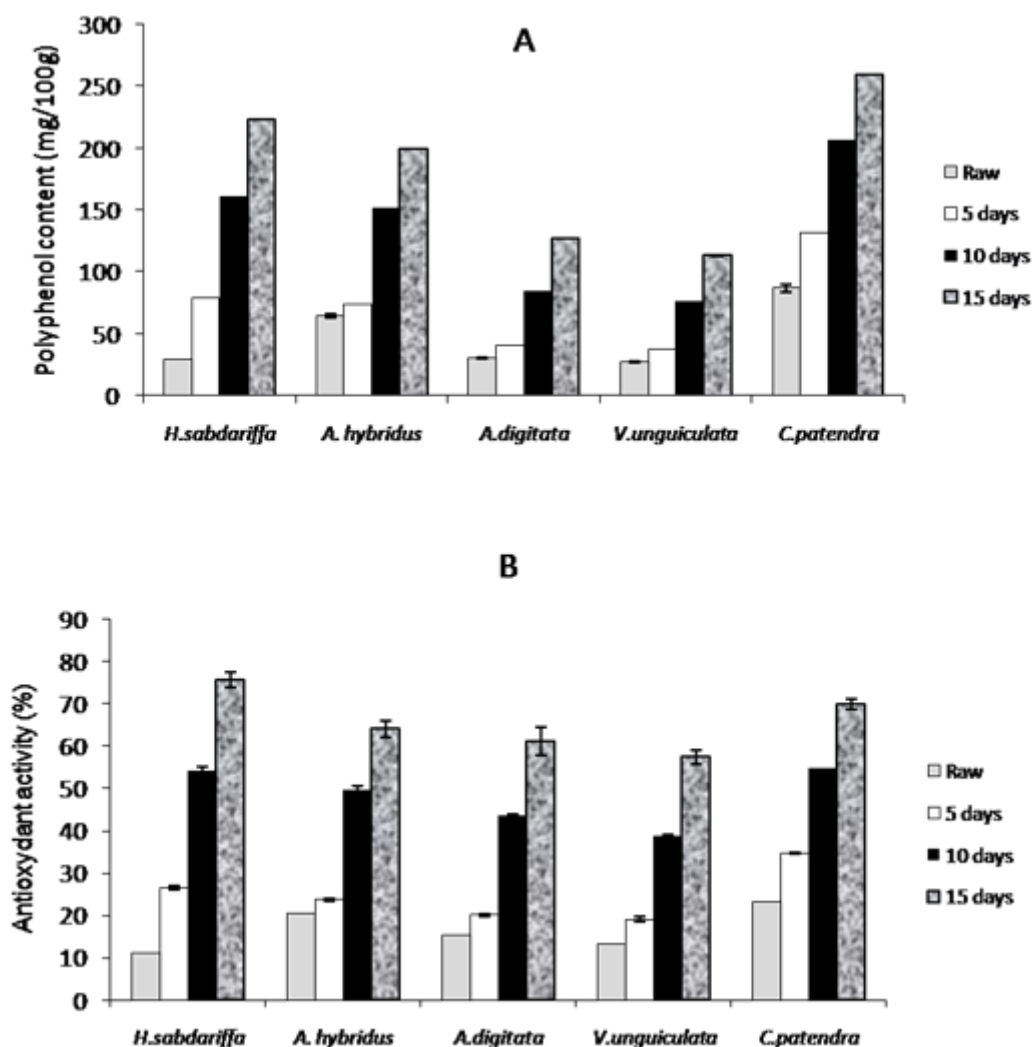 A
Polyphenol content (mg/100g)
300
250
200
150
100
50
0
H.sabdariffa A. hybridus A.digitata V.unguiculata C.patendra
Raw
5 days
10 days
15 days
B
Antioxydant activity (%)
90
80
70
60
50
40
30
20
10
0
H.sabdariffa A. hybridus A.digitata V.unguiculata C.patendra
Raw
5 days
10 days
15 days